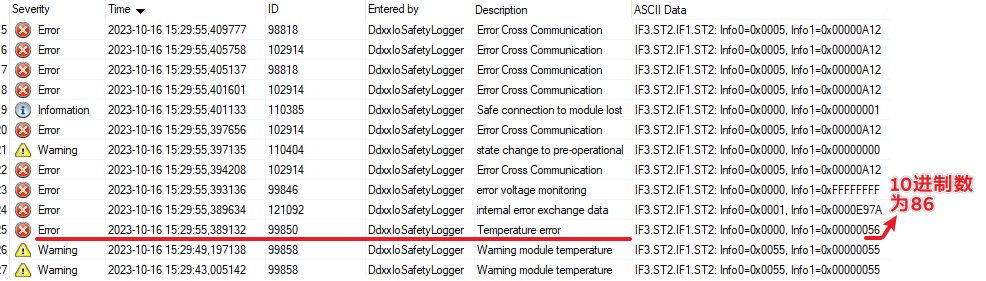 Severity Time ID Entered by Description ASCII Data
5 Error 2023-10-16 15:29:55,409777 98818 DdxxIoSafetyLogger Error Cross Communication IF3.ST2.IF1.ST2: Info0=0x0005, Info1=0x00000A12
6 Error 2023-10-16 15:29:55,405758 102914 DdxxIoSafetyLogger Error Cross Communication IF3.ST2.IF1.ST2: Info0=0x0005, Info1=0x00000A12
7 Error 2023-10-16 15:29:55,405137 98818 DdxxIoSafetyLogger Error Cross Communication IF3.ST2.IF1.ST2: Info0=0x0005, Info1=0x00000A12
8 Error 2023-10-16 15:29:55,401601 102914 DdxxIoSafetyLogger Error Cross Communication IF3.ST2.IF1.ST2: Info0=0x0005, Info1=0x00000A12
9 Information 2023-10-16 15:29:55,401133 110385 DdxxIoSafetyLogger Safe connection to module lost IF3.ST2.IF1.ST2: Info0=0x0000, Info1=0x00000001
20 Error 2023-10-16 15:29:55,397656 102914 DdxxIoSafetyLogger Error Cross Communication IF3.ST2.IF1.ST2: Info0=0x0005, Info1=0x00000A12
21 Warning 2023-10-16 15:29:55,397135 110404 DdxxIoSafetyLogger state change to pre-operational IF3.ST2.IF1.ST2: Info0=0x0000, Info1=0x00000000
22 Error 2023-10-16 15:29:55,394208 102914 DdxxIoSafetyLogger Error Cross Communication IF3.ST2.IF1.ST2: Info0=0x0005, Info1=0x00000A12
23 Error 2023-10-16 15:29:55,393136 99846 DdxxIoSafetyLogger error voltage monitoring IF3.ST2.IF1.ST2: Info0=0x0000, Info1=0xFFFFFFFF
24 Error 2023-10-16 15:29:55,389634 121092 DdxxIoSafetyLogger internal error exchange data IF3.ST2.IF1.ST2: Info0=0x0001, Info1=0x0000E97A
25 Error 2023-10-16 15:29:55,389132 99850 DdxxIoSafetyLogger Temperature error IF3.ST2.IF1.ST2: Info0=0x0000, Info1=0x00000056
26 Warning 2023-10-16 15:29:49,197138 99858 DdxxIoSafetyLogger Warning module temperature IF3.ST2.IF1.ST2: Info0=0x0055, Info1=0x00000055
27 Warning 2023-10-16 15:29:43,005142 99858 DdxxIoSafetyLogger Warning module temperature IF3.ST2.IF1.ST2: Info0=0x0055, Info1=0x00000055
10进制数
为86